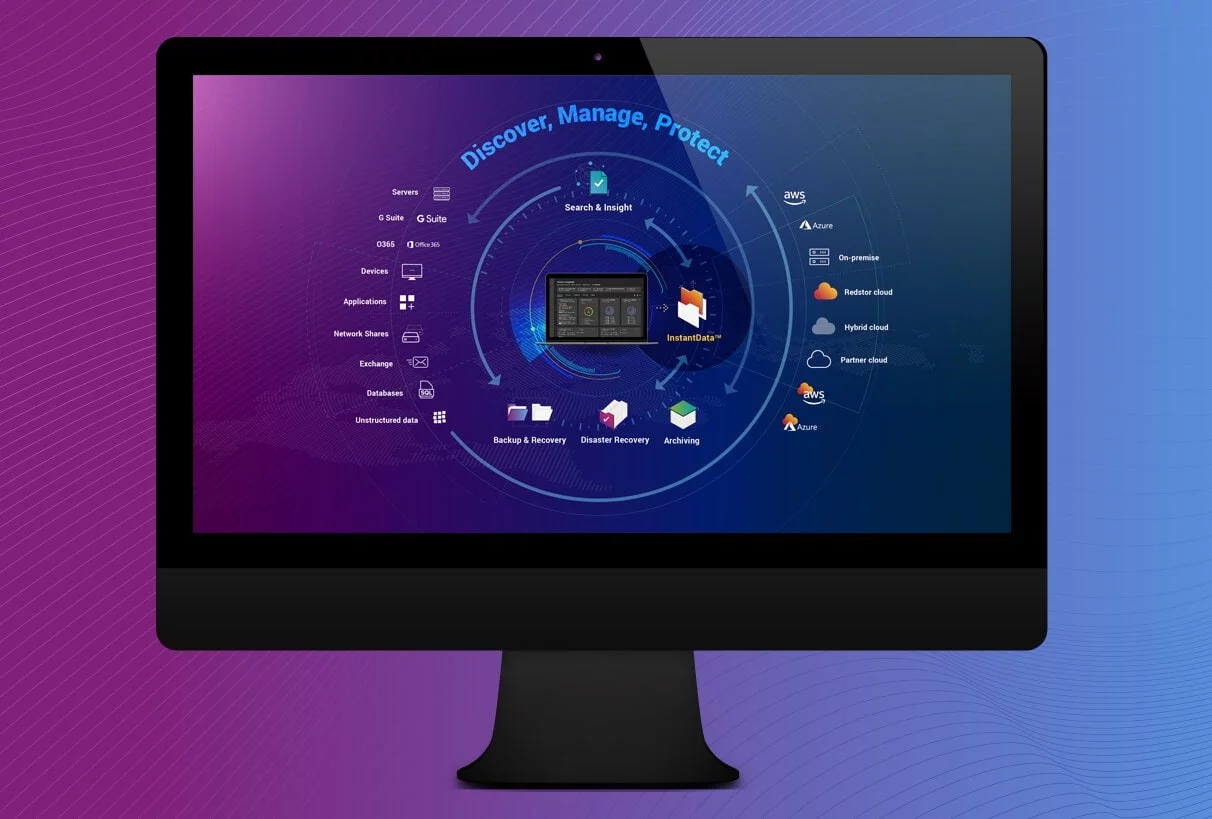 Discover, Manage, Protect
Search & Insight
Servers
G Suite G Suite
O365 Office 365
Devices
Applications
Network Shares
Exchange
Databases SQL
Unstructured data
InstantData™
Backup & Recovery
Disaster Recovery
Archiving
aws
Azure
On-premise
Redstor cloud
Hybrid cloud
Partner cloud
aws
Azure